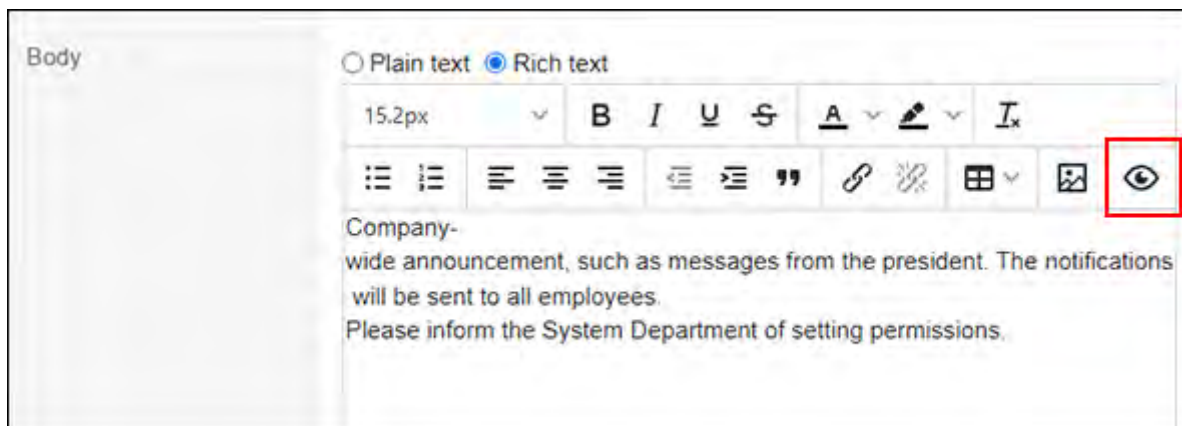 Body
Plain text Rich text
15.2px B I U S A Tx
Company-
wide announcement, such as messages from the president. The notifications
will be sent to all employees.
Please inform the System Department of setting permissions.